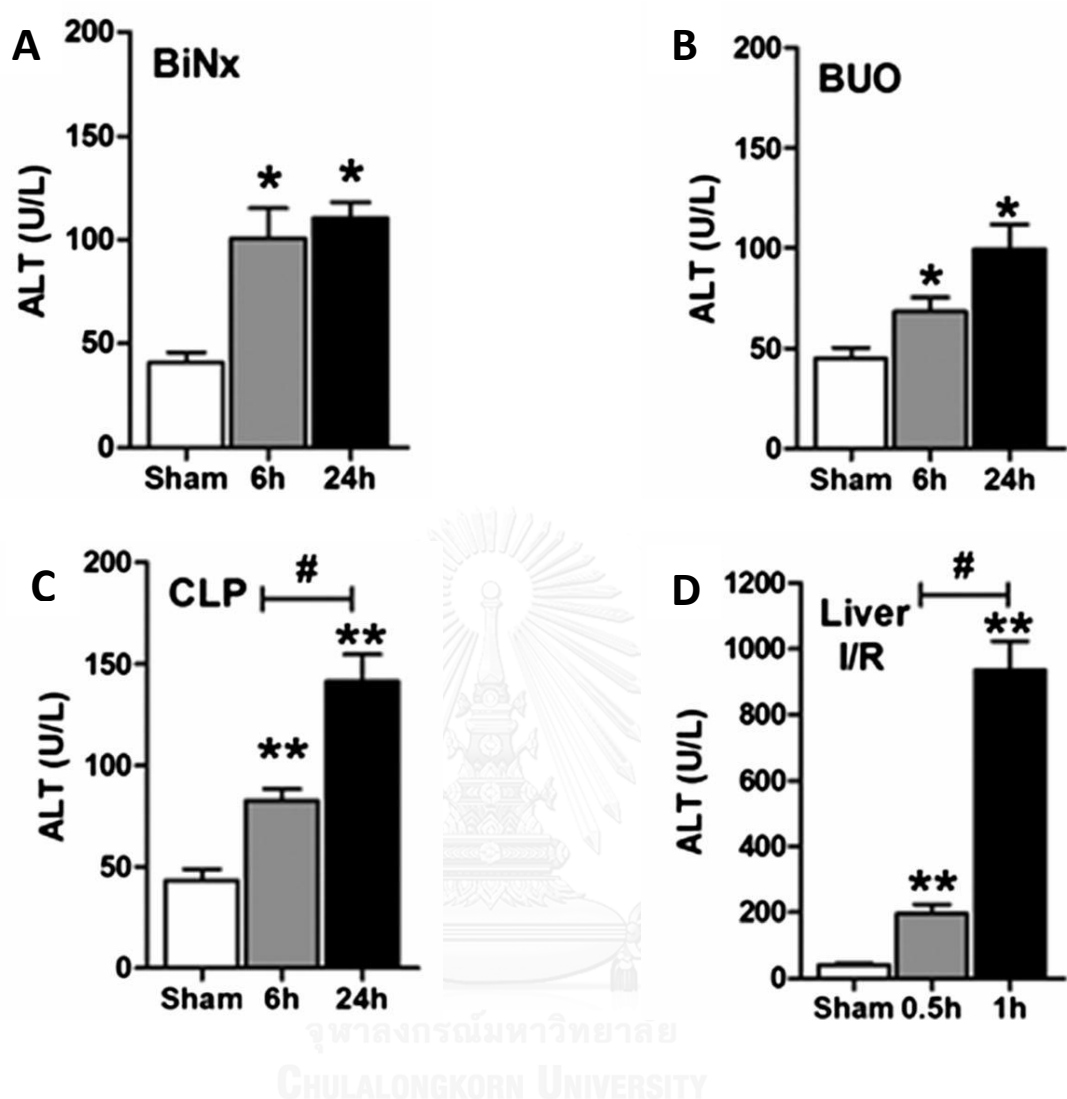 A
BiNx
ALT (U/L)
200
150
100
50
0
*
*
Sham 6h 24h
B
BUO
ALT (U/L)
200
150
100
50
0
*
*
Sham 6h 24h
C
CLP
#
ALT (U/L)
200
150
100
50
0
**
**
Sham 6h 24h
D
Liver
I/R
#
ALT (U/L)
1200
1000
800
600
400
200
0
**
**
Sham 0.5h 1h
จุฬาลงกรณ์มหาวิทยาลัย
CHULALONGKORN UNIVERSITY